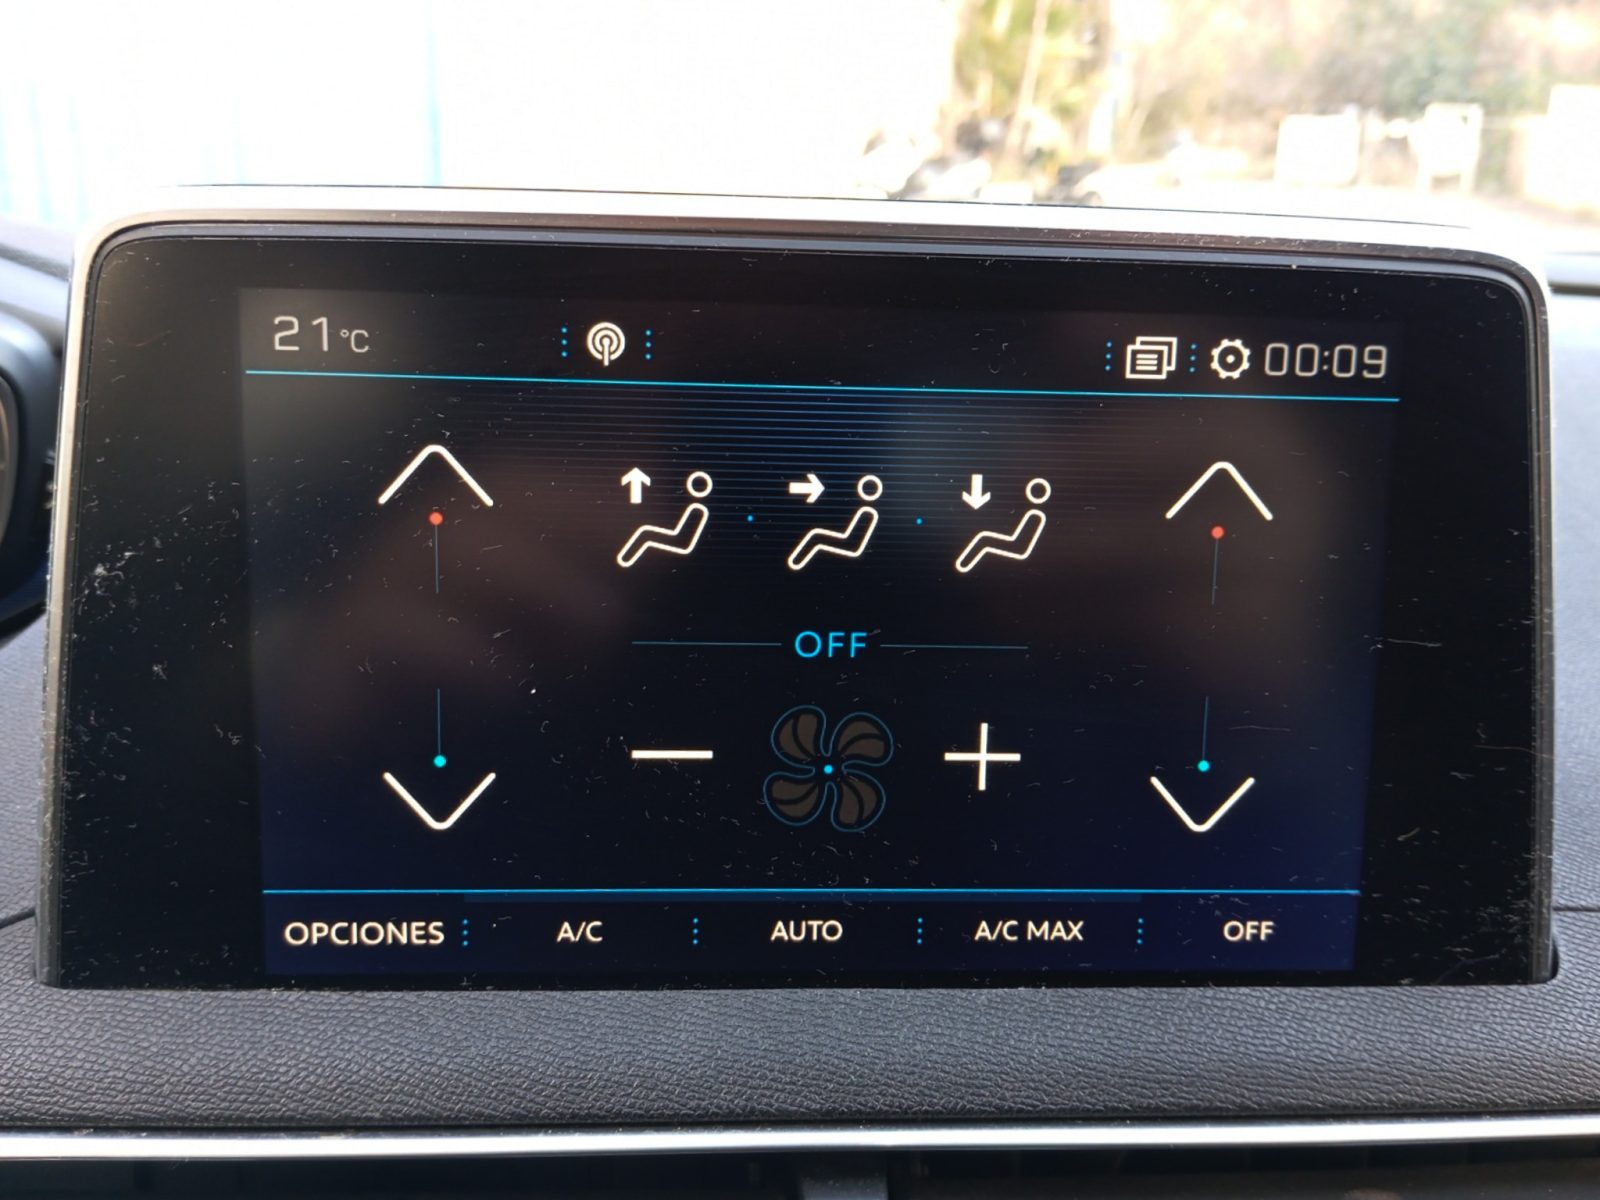 21°C 00:09
OFF
OPCIONES A/C AUTO A/C MAX OFF